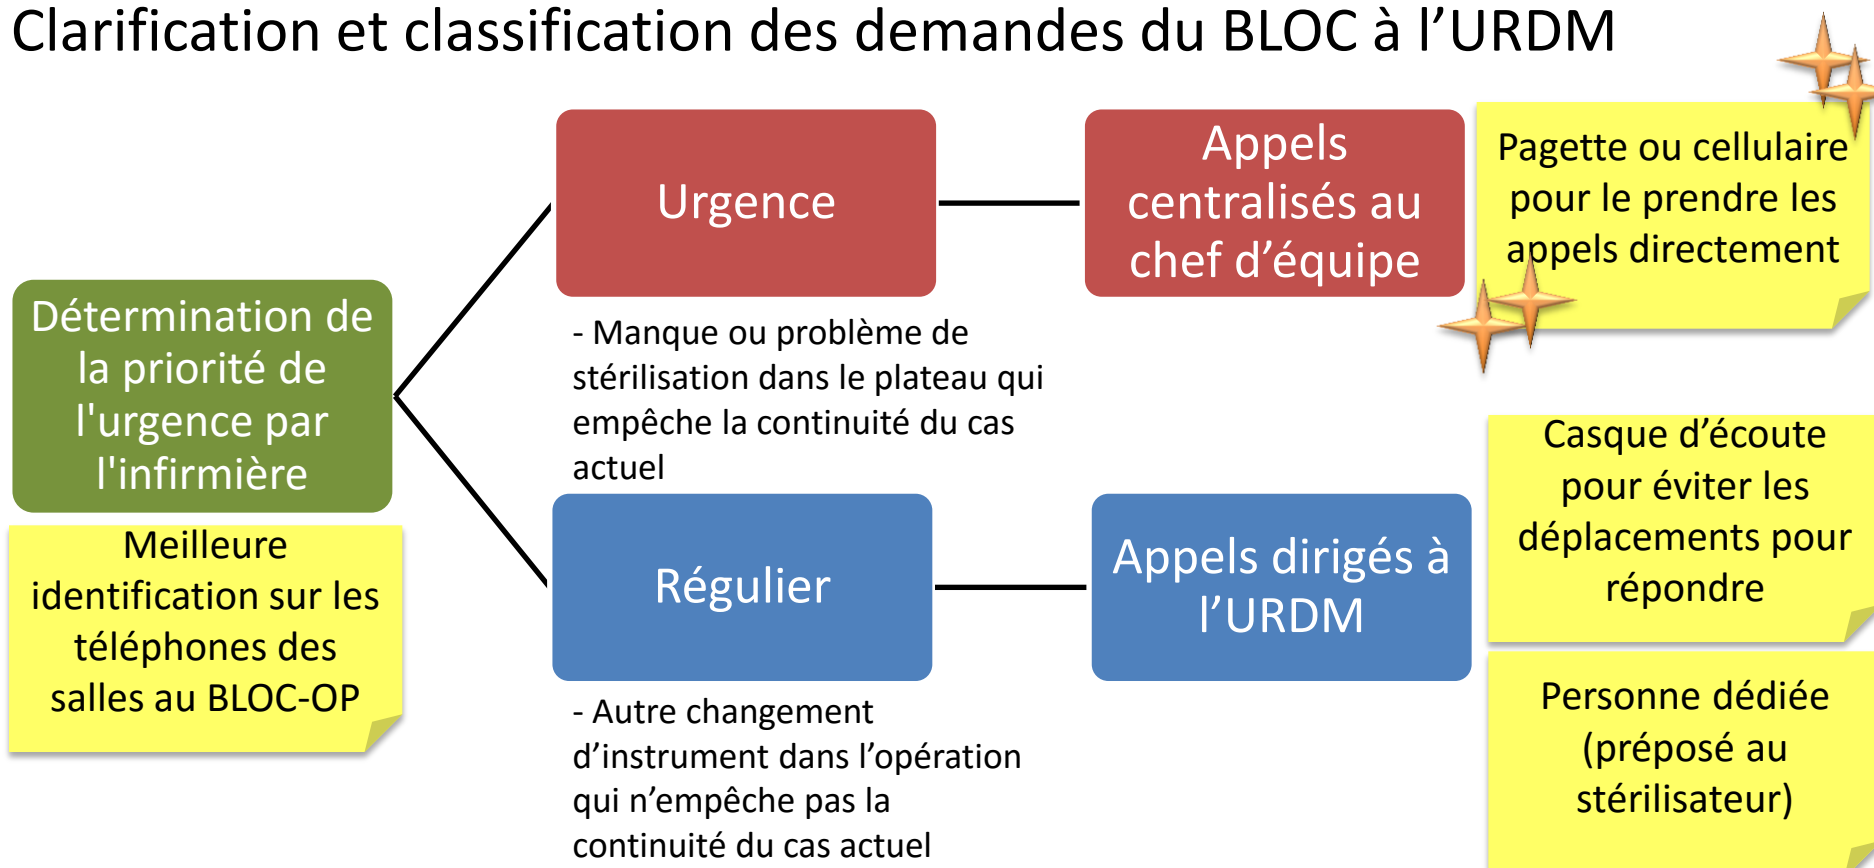 Clarification et classification des demandes du BLOC à l’URDM
Détermination de
la priorité de
l'urgence par
l'infirmière
Meilleure
identification sur les
téléphones des
salles au BLOC-OP
Urgence
- Manque ou problème de
stérilisation dans le plateau qui
empêche la continuité du cas
actuel
Appels
centralisés au
chef d’équipe
Pagette ou cellulaire
pour le prendre les
appels directement
Régulier
- Autre changement
d’instrument dans l’opération
qui n’empêche pas la
continuité du cas actuel
Appels dirigés à
l’URDM
Casque d’écoute
pour éviter les
déplacements pour
répondre
Personne dédiée
(préposé au
stérilisateur)